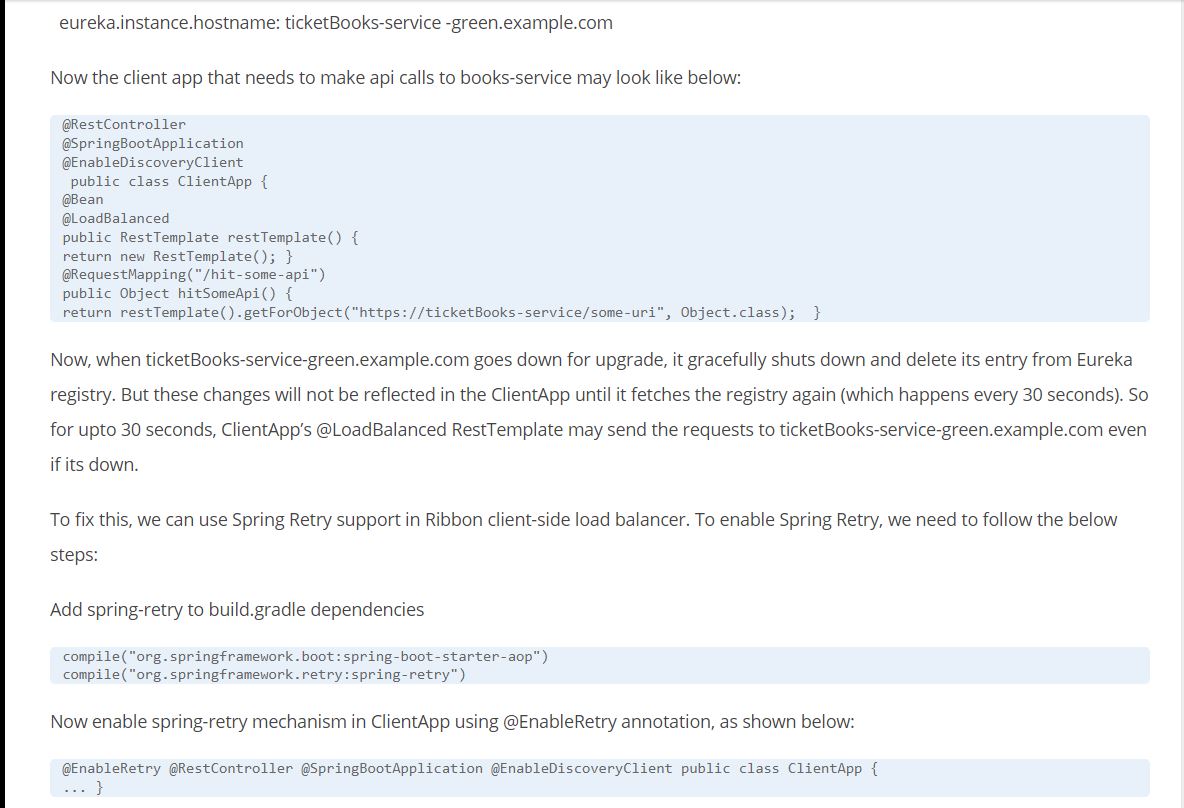 eureka.instance.hostname: ticketBooks-service -green.example.com
Now the client app that needs to make api calls to books-service may look like below:
@RestController
@SpringBootApplication
@EnableDiscoveryClient
 public class ClientApp {
@Bean
@LoadBalanced
public RestTemplate restTemplate() {
return new RestTemplate(); }
@RequestMapping("/hit-some-api")
public Object hitSomeApi() {
return restTemplate().getForObject("https://ticketBooks-service/some-uri", Object.class);  }
Now, when ticketBooks-service-green.example.com goes down for upgrade, it gracefully shuts down and delete its entry from Eureka
registry. But these changes will not be reflected in the ClientApp until it fetches the registry again (which happens every 30 seconds). So
for upto 30 seconds, ClientApp’s @LoadBalanced RestTemplate may send the requests to ticketBooks-service-green.example.com even
if its down.
To fix this, we can use Spring Retry support in Ribbon client-side load balancer. To enable Spring Retry, we need to follow the below
steps:
Add spring-retry to build.gradle dependencies
compile("org.springframework.boot:spring-boot-starter-aop")
compile("org.springframework.retry:spring-retry")
Now enable spring-retry mechanism in ClientApp using @EnableRetry annotation, as shown below:
@EnableRetry @RestController @SpringBootApplication @EnableDiscoveryClient public class ClientApp {
... }